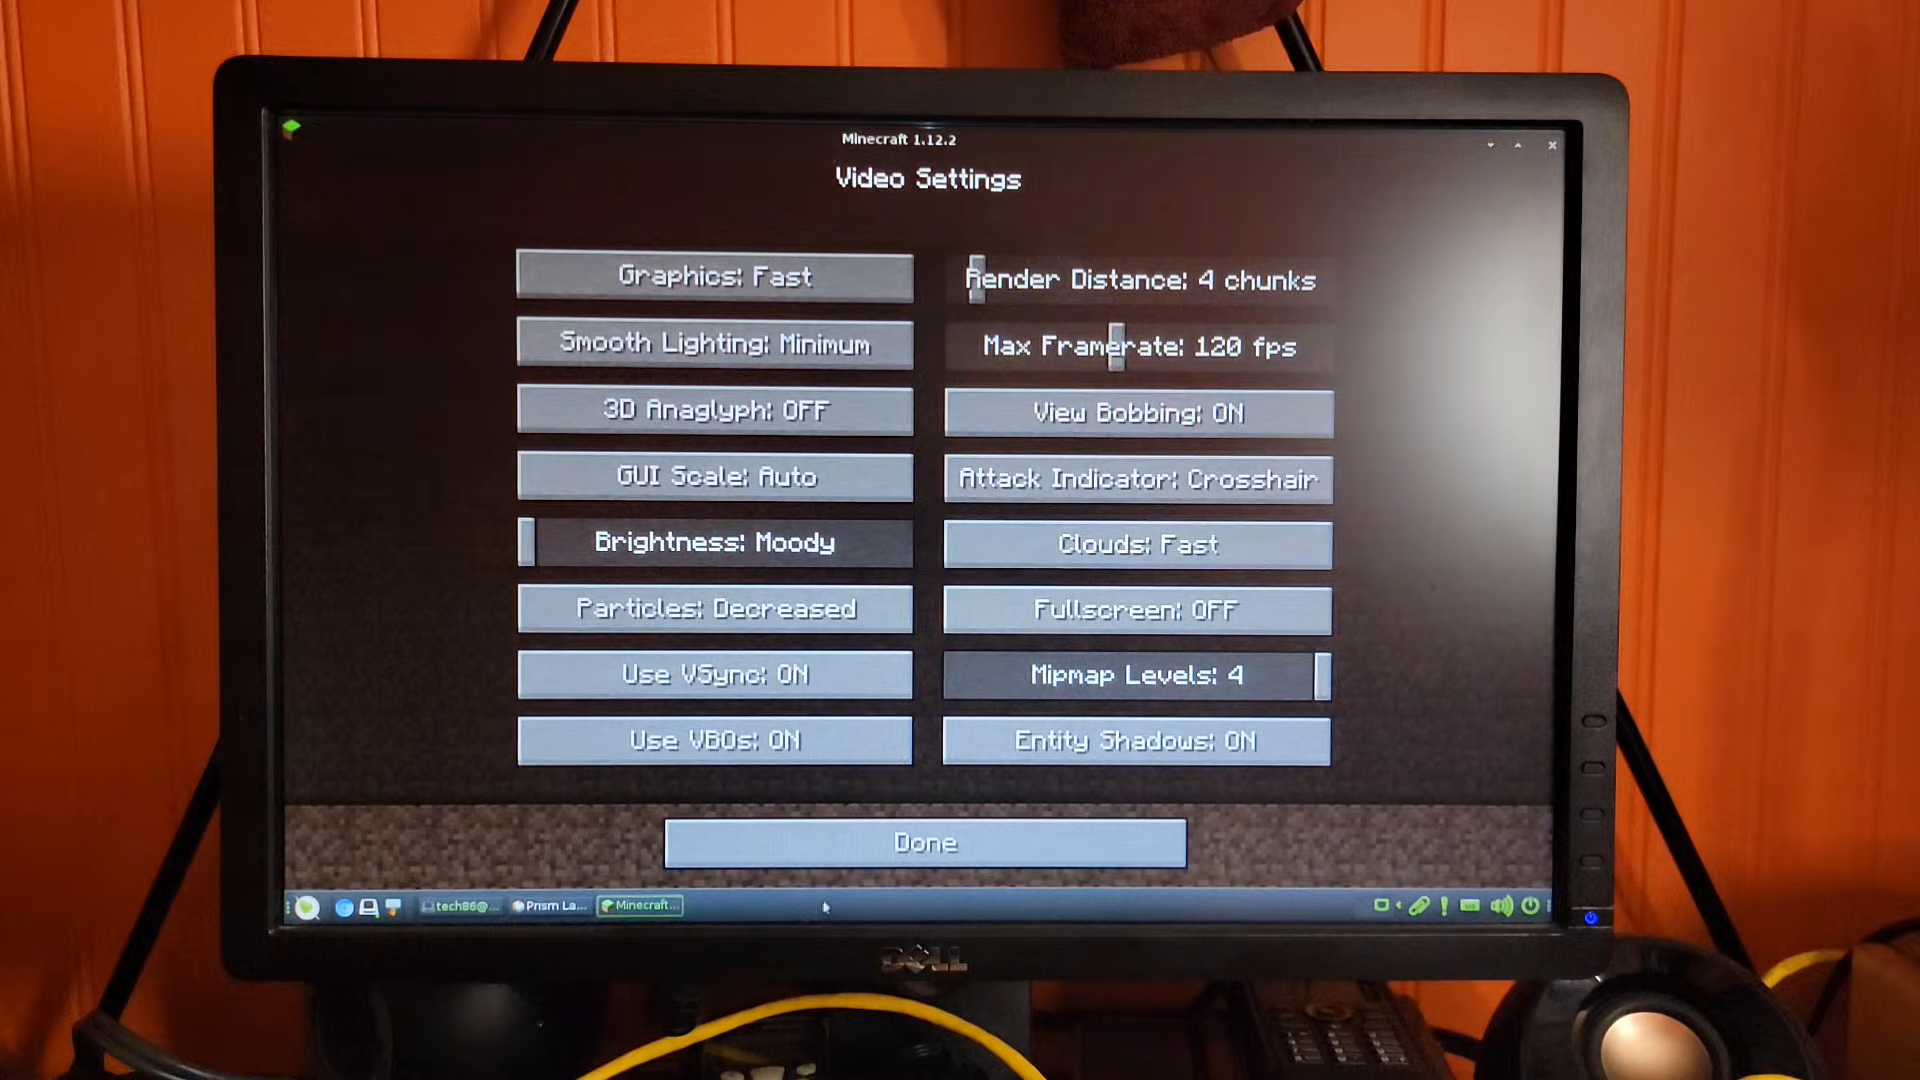 Minecraft 1.12.2
Video Settings
Graphics: Fast
Render Distance: 4 chunks
Smooth Lighting: Minimum
Max Framerate: 120 fps
3D Anaglyph: OFF
View Bobbing: ON
GUI Scale: Auto
Attack Indicator: Crosshair
Brightness: Moody
Clouds: Fast
Particles: Decreased
Fullscreen: OFF
Use VSync: ON
Mipmap Levels: 4
Use VBOs: ON
Entity Shadows: ON
Done
tech86@...
Prism La...
Minecraft...
DELL